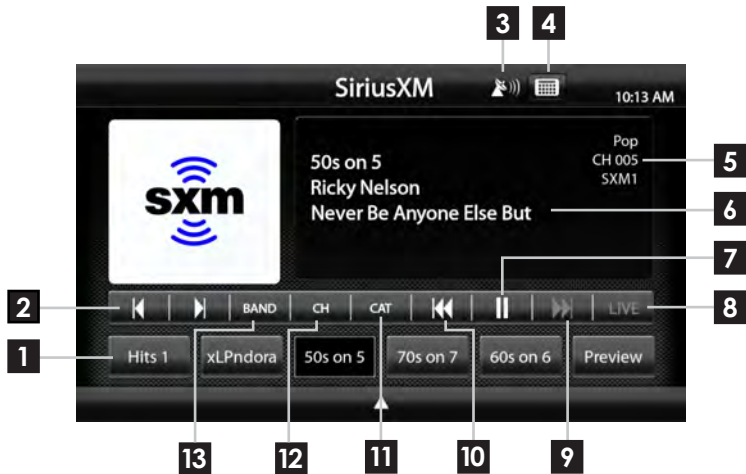 3 4
SiriusXM
10:13 AM
sxm
50s on 5
Ricky Nelson
Never Be Anyone Else But
Pop
CH 005
SXM1
5
6
7
2
BAND CH CAT LIVE
8
1
Hits 1 xLPndora 50s on 5 70s on 7 60s on 6 Preview
13 12 11 10 9